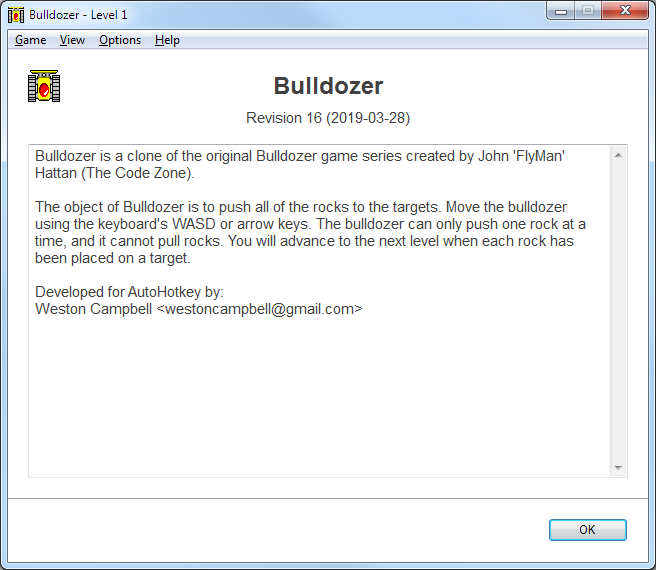 Bulldozer - Level 1
Game View Options Help
Bulldozer
Revision 16 (2019-03-28)
Bulldozer is a clone of the original Bulldozer game series created by John 'FlyMan'
Hattan (The Code Zone).
The object of Bulldozer is to push all of the rocks to the targets. Move the bulldozer
using the keyboard's WASD or arrow keys. The bulldozer can only push one rock at a
time, and it cannot pull rocks. You will advance to the next level when each rock has
been placed on a target.
Developed for AutoHotkey by:
Weston Campbell <westoncampbell@gmail.com>
OK